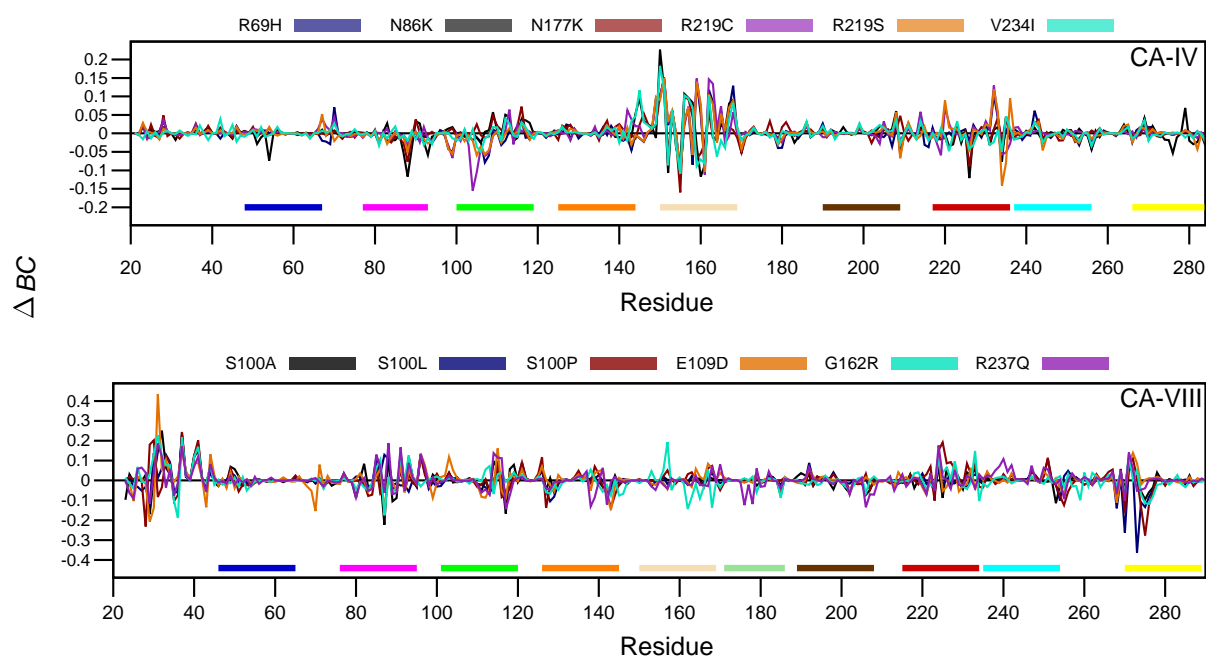 R69H N86K N177K R219C R219S V234I
CA-IV
0.2
0.15
0.1
0.05
0
-0.05
-0.1
-0.15
-0.2
20 40 60 80 100 120 140 160 180 200 220 240 260 280
Residue
△ BC
S100A S100L S100P E109D G162R R237Q
CA-VIII
0.4
0.3
0.2
0.1
0
-0.1
-0.2
-0.3
-0.4
20 40 60 80 100 120 140 160 180 200 220 240 260 280
Residue